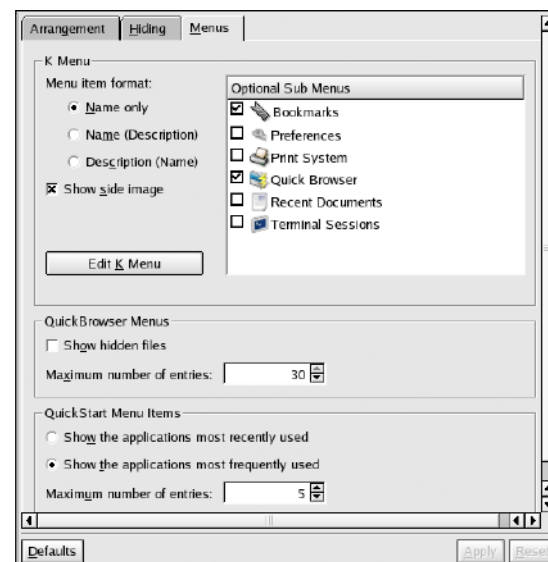 Arrangement Hiding Menus
K Menu
Menu item format:
Name only
Name (Description)
Description (Name)
Show side image
Edit K Menu
Optional Sub Menus
Bookmarks
Preferences
Print System
Quick Browser
Recent Documents
Terminal Sessions
QuickBrowser Menus
Show hidden files
Maximum number of entries: 30
QuickStart Menu Items
Show the applications most recently used
Show the applications most frequently used
Maximum number of entries: 5
Defaults Apply Reset